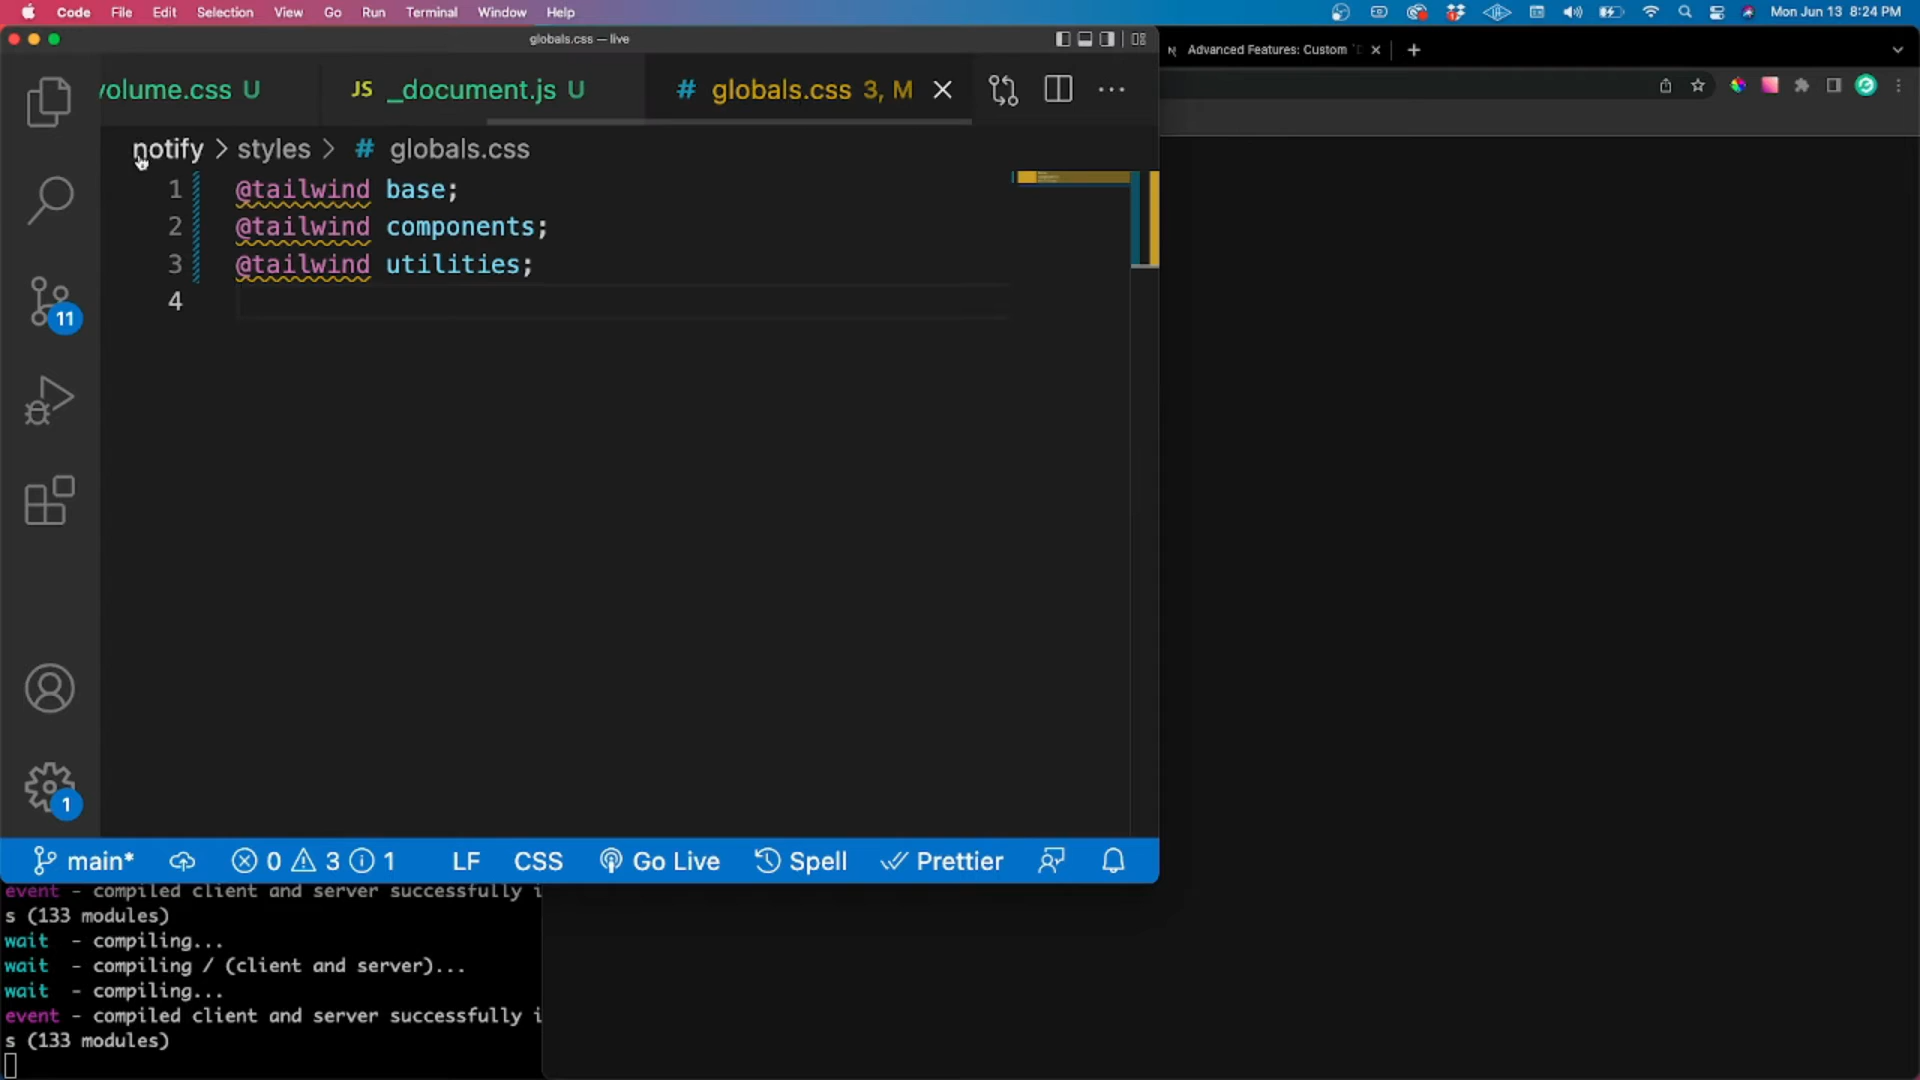 Code File Edit Selection View Go Run Terminal Window Help
Mon Jun 13 8:24 PM
globals.css — live
Advanced Features: Custom
volume.css U
JS _document.js U
# globals.css 3, M
notify > styles > # globals.css
1 @tailwind base;
2 @tailwind components;
3 @tailwind utilities;
4
11
1
main* 0 3 1 LF CSS Go Live Spell Prettier
event - compiled client and server successfully i
s (133 modules)
wait - compiling...
wait - compiling / (client and server)...
wait - compiling...
event - compiled client and server successfully i
s (133 modules)